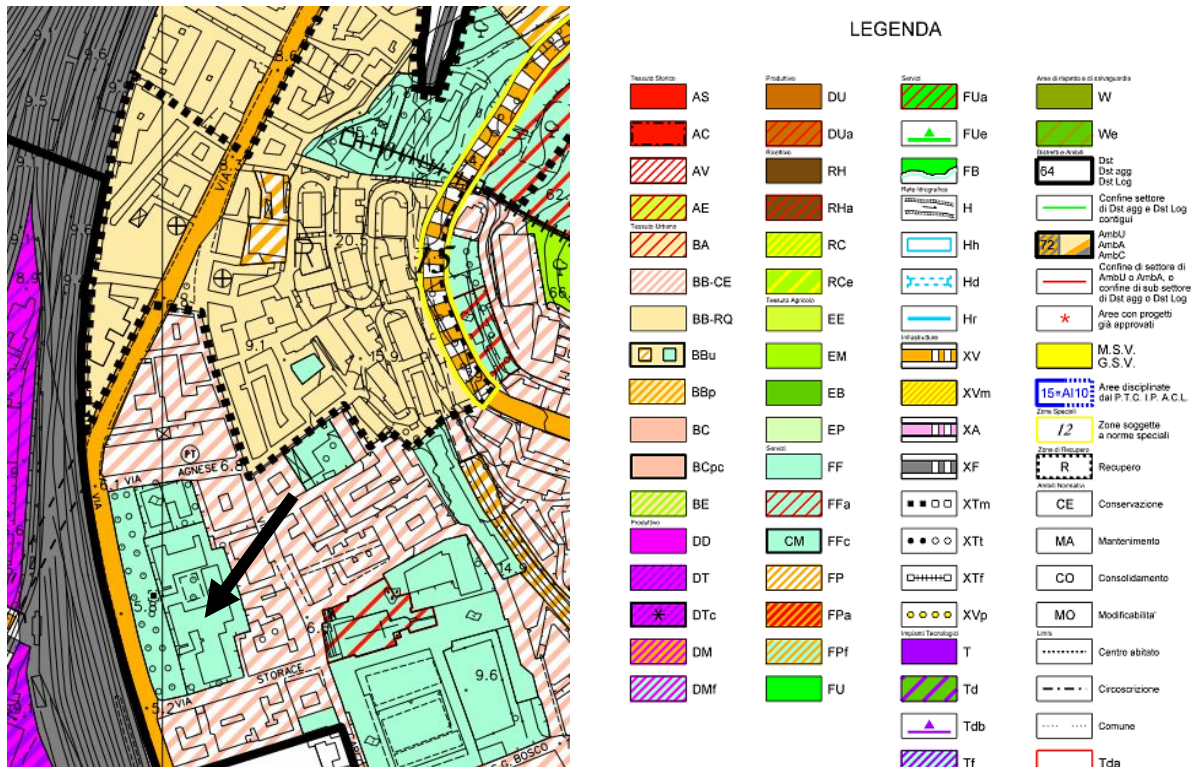 9.6
8.6
9.5
VIA
5.4
62.
66.
8.9
9.1
15.9
PT
VIA AGNESE 6.8
VIA
14.9
5.8
6.
9.6
STORACE
VIA
5.2
S.G. BOSCO
LEGENDA
Tessuto Storico
AS
AC
AV
AE
Tessuto Urbano
BA
BB-CE
BB-RQ
BBu
BBp
BC
BCpc
BE
Produttivo
DD
DT
DTc
DM
DMf
Produttivo
DU
DUa
Ricettivo
RH
RHa
RC
RCe
Tessuto Agricolo
EE
EM
EB
EP
Servizi
FF
FFa
CM FFc
FP
FPa
FPf
FU
Servizi
FUa
FUe
FB
Rete Idrografica
H
Hh
Hd
Hr
Infrastrutture
XV
XVm
XA
XF
XTm
XTt
XTf
XVp
Impianti Tecnologici
T
Td
Tdb
Tf
Aree di rispetto e di salvaguardia
W
We
Distretti e Ambiti
64 Dst
Dst agg
Dst Log
Confine settore
di Dst agg e Dst Log
contigui
72 AmbU
AmbA
AmbC
Confine di settore di
AmbU o AmbA, o
confine di sub settore
di Dst agg o Dst Log
* Aree con progetti
già approvati
M.S.V.
G.S.V.
15=AI10 Aree disciplinate
dal P.T.C. I.P. A.C.L.
Zone Speciali
12 Zone soggette
a norme speciali
Zone di Recupero
R Recupero
Ambiti Normativi
CE Conservazione
MA Mantenimento
CO Consolidamento
MO Modificabilita'
Limiti
Centro abitato
Circoscrizione
Comune
Tda